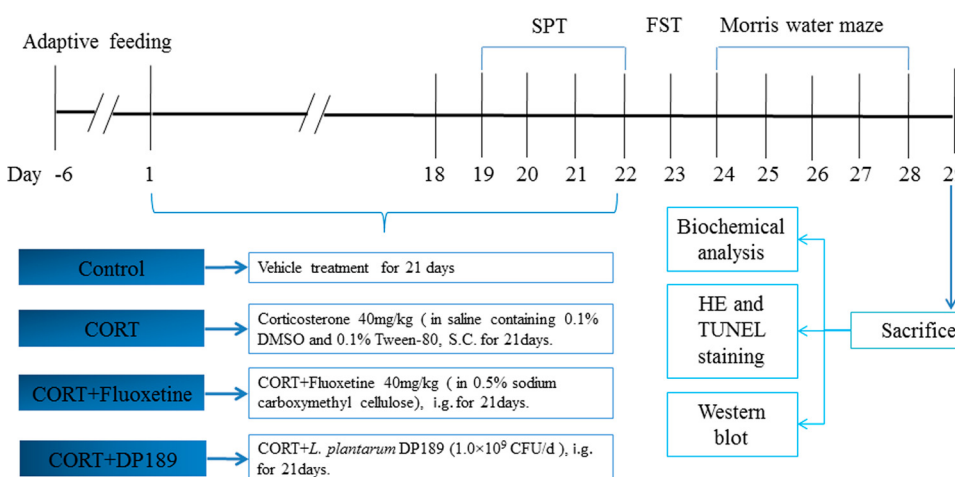 SPT
FST
Morris water maze
Adaptive feeding
Day -6 1 18 19 20 21 22 23 24 25 26 27 28
Control
Vehicle treatment for 21 days
CORT
Corticosterone 40mg/kg ( in saline containing 0.1%
DMSO and 0.1% Tween-80, S.C. for 21days.
CORT+Fluoxetine
CORT+Fluoxetine 40mg/kg ( in 0.5% sodium
carboxymethyl cellulose), i.g. for 21days.
CORT+DP189
CORT+L. plantarum DP189 (1.0×10⁹ CFU/d ), i.g.
for 21days.
Biochemical
analysis
HE and
TUNEL
staining
Western
blot
Sacrifice